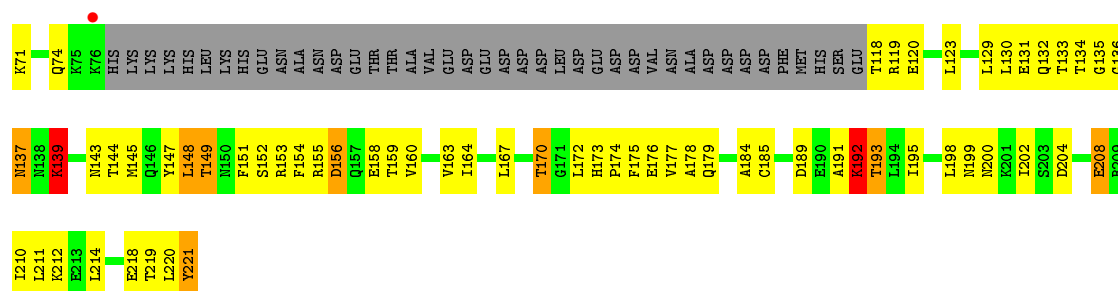 K71 Q74 K75 K76 HIS LYS LYS LYS HIS LEU LYS HIS GLU ASN ALA ASN ASP GLU THR THR ALA VAL GLU ASP GLU ASP ASP ASP LEU ASP GLU ASP ASP VAL ASN ALA ASP ASP ASP ASP PHE MET HIS SER GLU T118 R119 E120 L123 L129 L130 E131 Q132 T133 T134 G135
N137 N138 K139 N143 T144 M145 Q146 Y147 L148 T149 N150 F151 S152 R153 F154 R155 D156 Q157 E158 T159 V160 V163 I164 L167 T170 G171 L172 H173 P174 F175 E176 V177 A178 Q179 A184 C185 D189 E190 A191 K192 T193 L194 I195 L198 N199 N200 K201 I202 S203 D204 E208
I210 L211 K212 E213 L214 E218 T219 L220 Y221